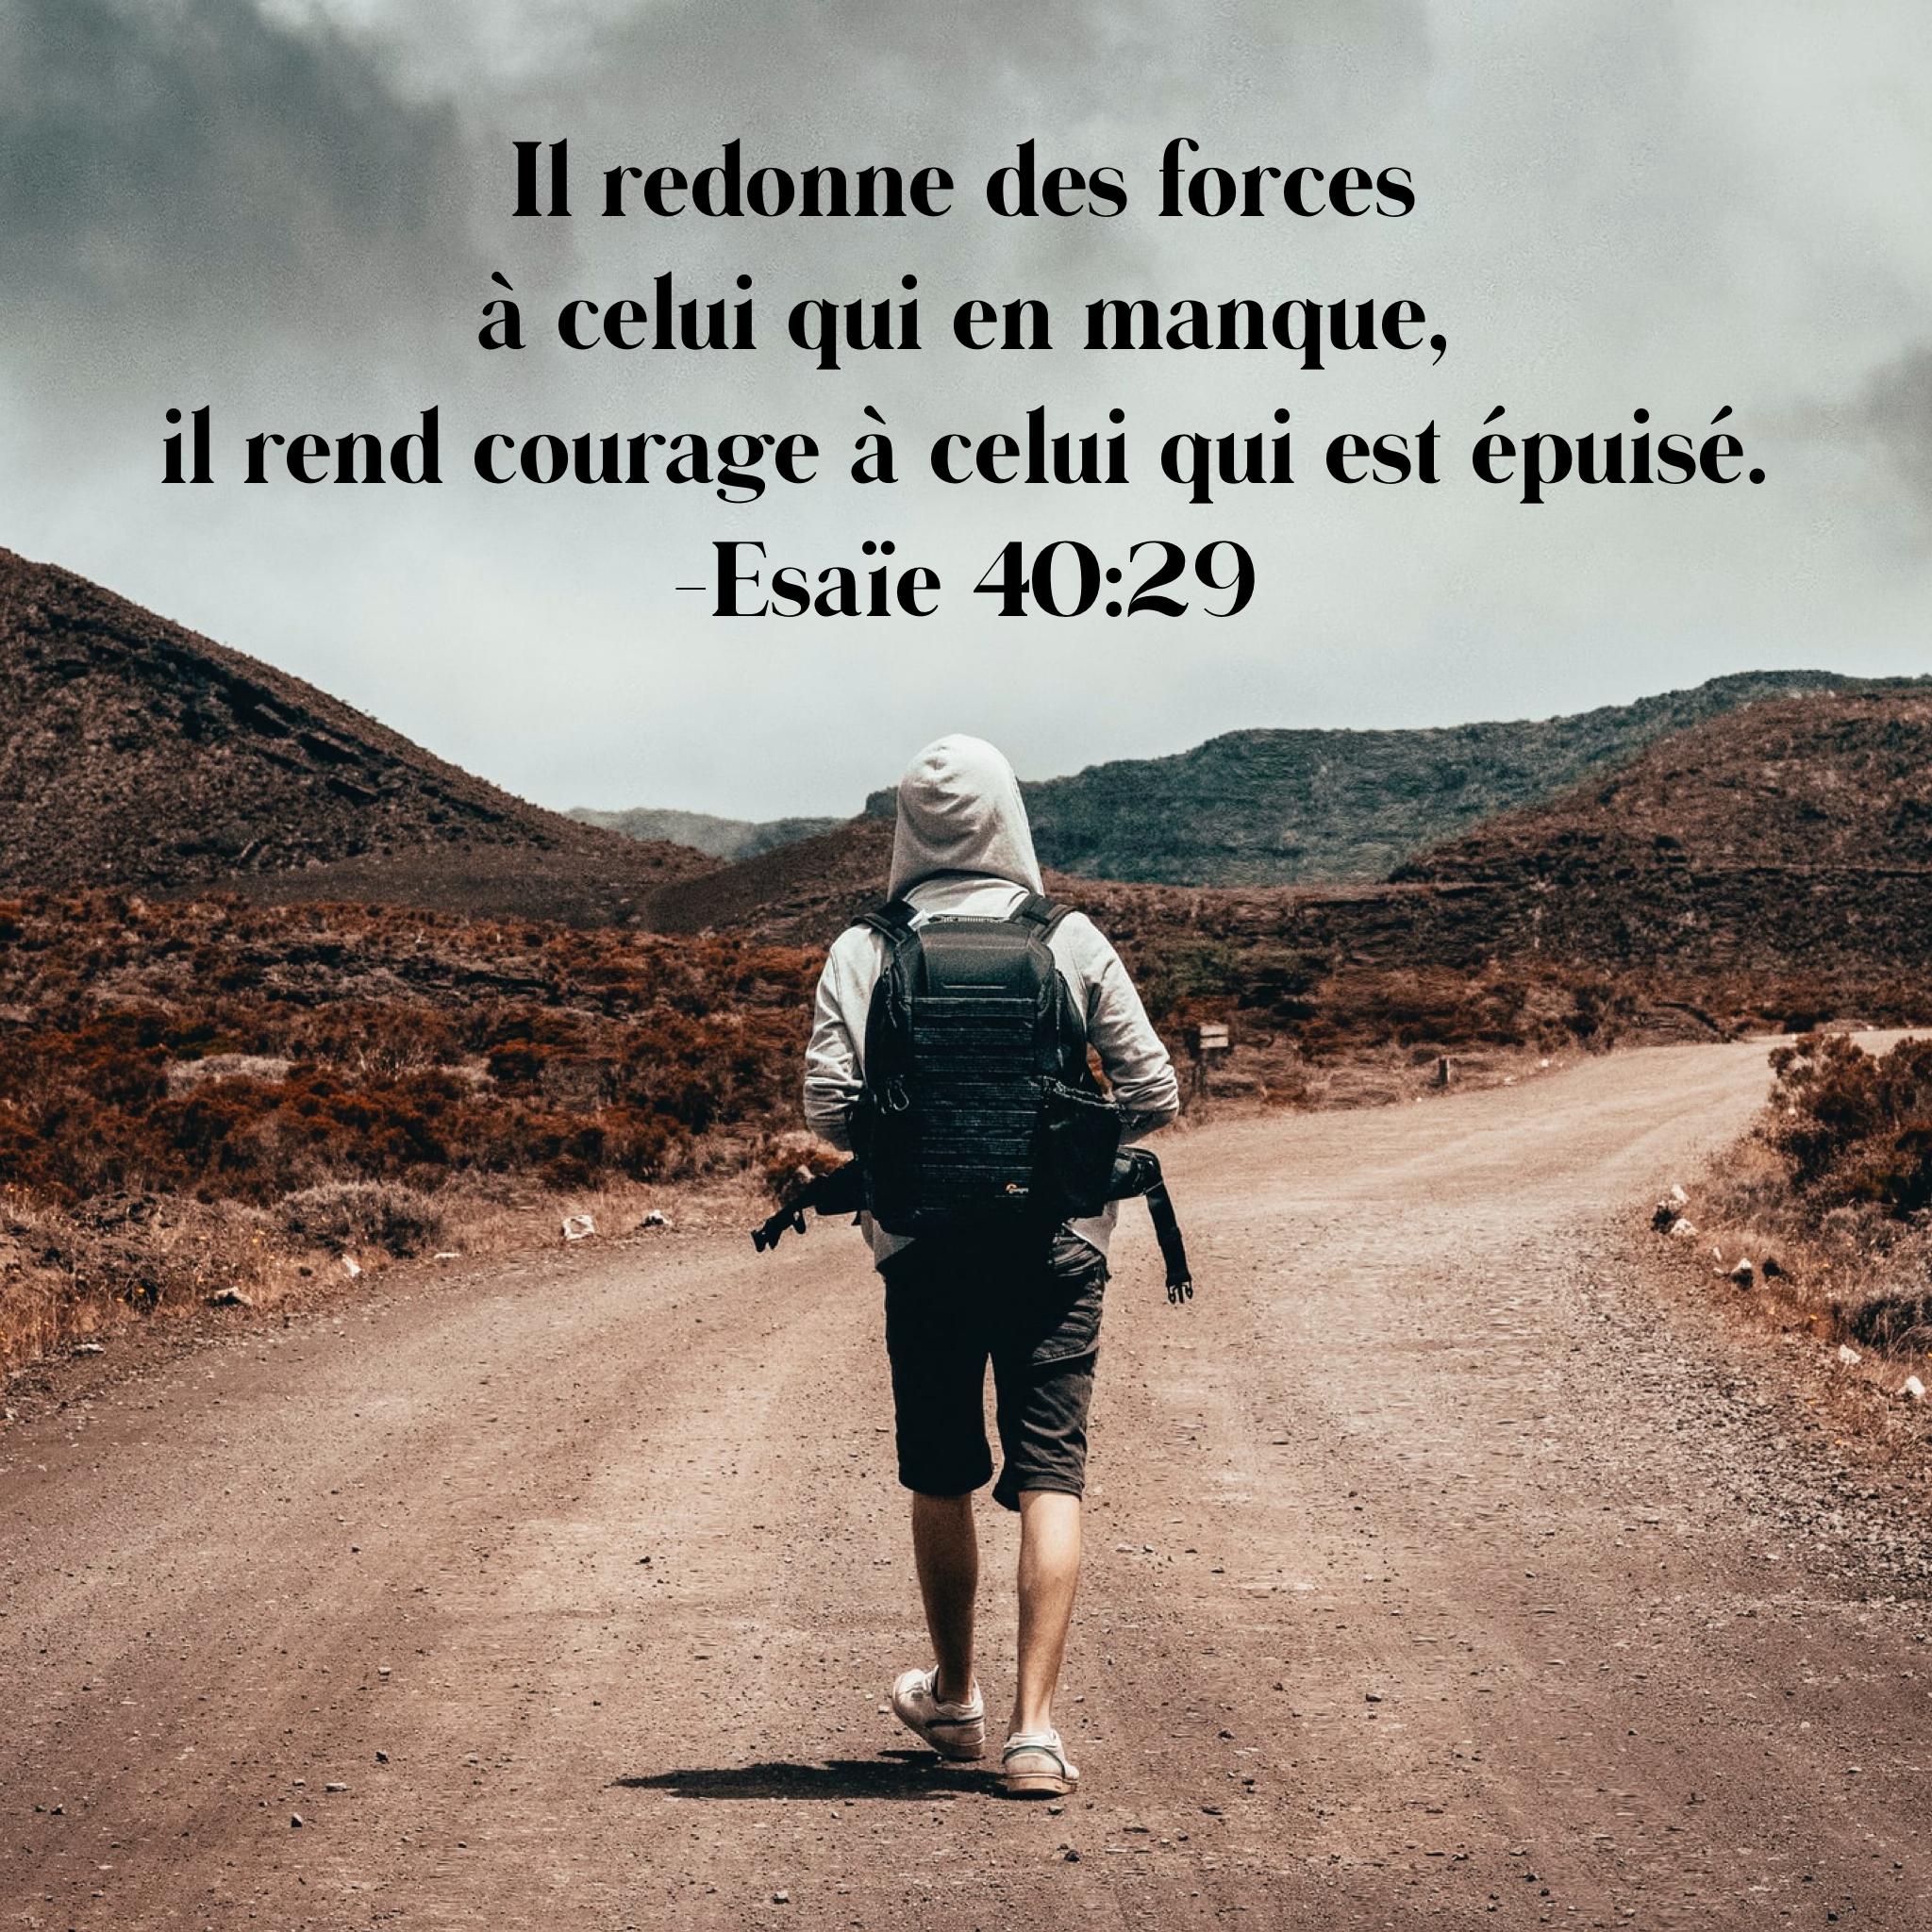 Il redonne des forces
à celui qui en manque,
il rend courage à celui qui est épuisé.
-Esaïe 40:29